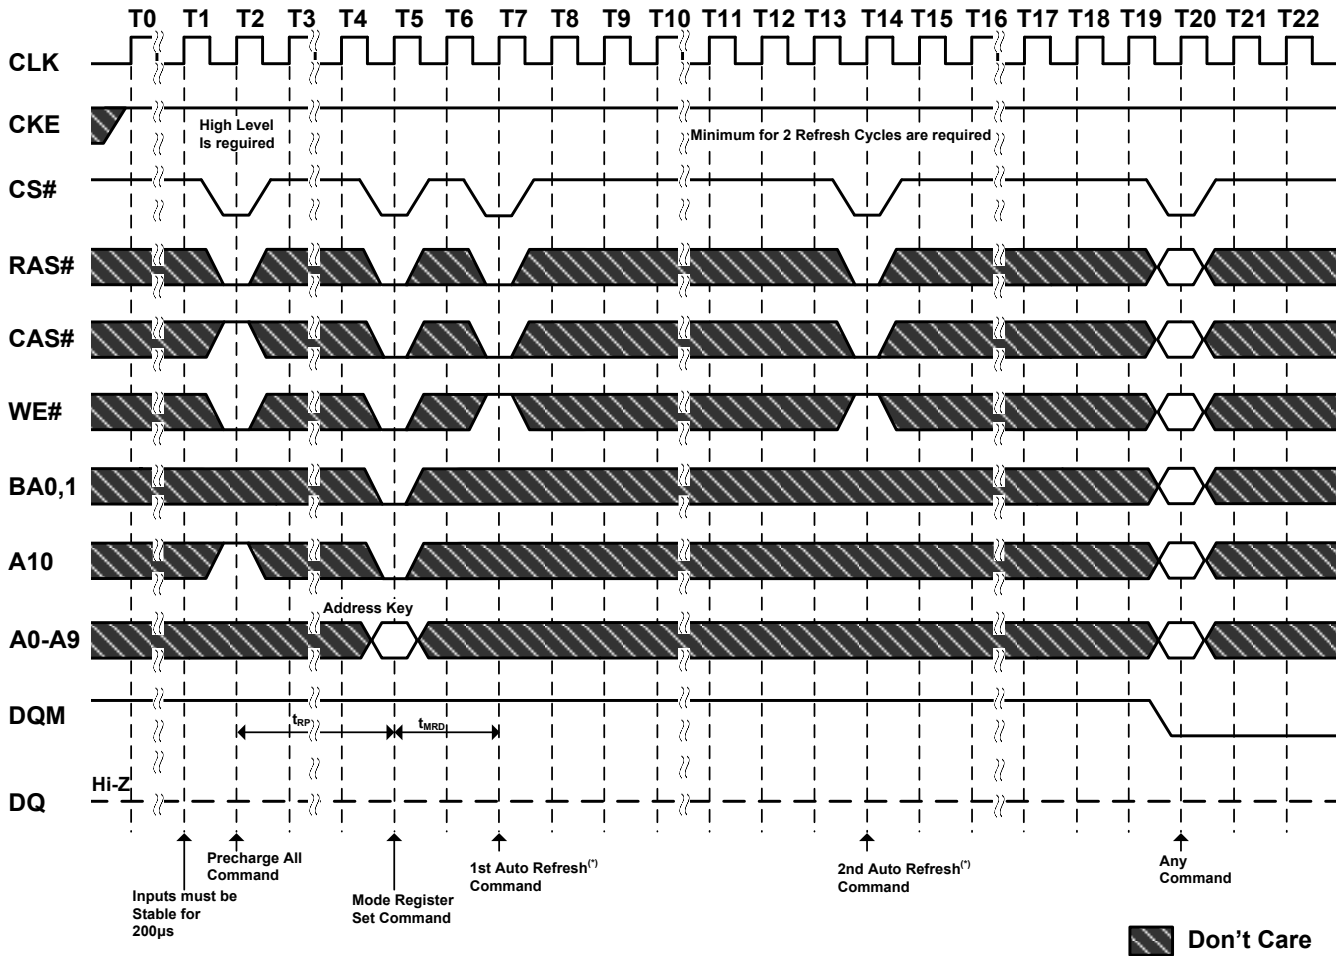 T0 T1 T2 T3 T4 T5 T6 T7 T8 T9 T10 T11 T12 T13 T14 T15 T16 T17 T18 T19 T20 T21 T22
CLK
CKE
High Level
Is reguired
Minimum for 2 Refresh Cycles are required
CS#
RAS#
CAS#
WE#
BA0,1
A10
Address Key
A0-A9
DQM
tRP
tMRD
Hi-Z
DQ
Precharge All
Command
Inputs must be
Stable for
200µs
Mode Register
Set Command
1st Auto Refresh(*)
Command
2nd Auto Refresh(*)
Command
Any
Command
Don't Care